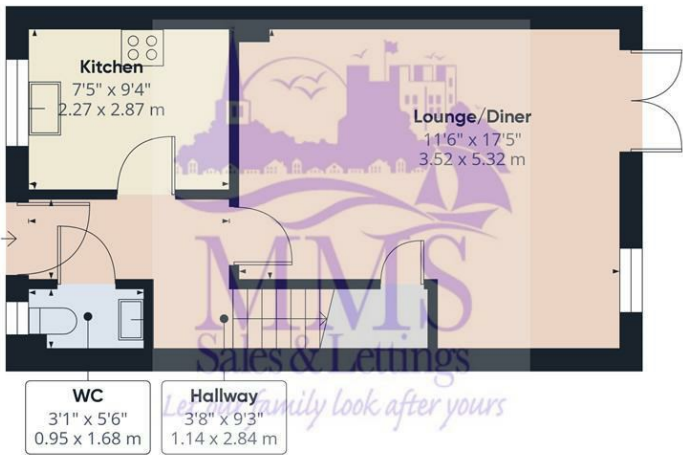 Kitchen
7'5" x 9'4"
2.27 x 2.87 m
Lounge/Diner
11'6" x 17'5"
3.52 x 5.32 m
MMS
Sales & Lettings
Let our family look after yours
WC
3'1" x 5'6"
0.95 x 1.68 m
Hallway
3'8" x 9'3"
1.14 x 2.84 m